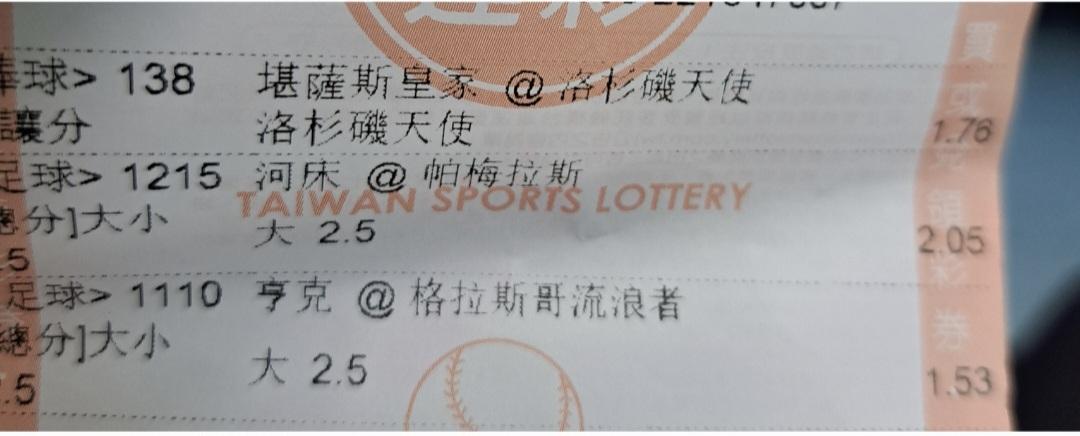 球> 138 堪薩斯皇家 @ 洛杉磯天使
讓分 洛杉磯天使 1.76
足球> 1215 河床 @ 帕梅拉斯
TAIWAN SPORTS LOTTERY
分]大小 大 2.5 2.05
.5
足球> 1110 亨克 @ 格拉斯哥流浪者
總分]大小
大 2.5 1.53
.5
買 券